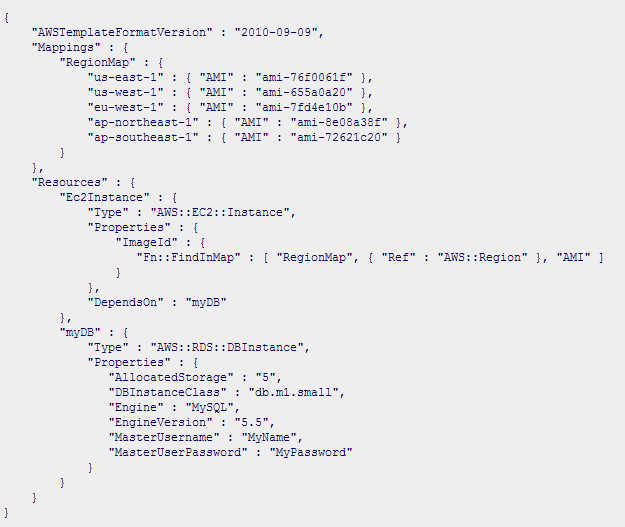 {
    "AWSTemplateFormatVersion" : "2010-09-09",
    "Mappings" : {
        "RegionMap" : {
            "us-east-1" : { "AMI" : "ami-76f0061f" },
            "us-west-1" : { "AMI" : "ami-655a0a20" },
            "eu-west-1" : { "AMI" : "ami-7fd4e10b" },
            "ap-northeast-1" : { "AMI" : "ami-8e08a38f" },
            "ap-southeast-1" : { "AMI" : "ami-72621c20" }
        }
    },
    "Resources" : {
        "Ec2Instance" : {
            "Type" : "AWS::EC2::Instance",
            "Properties" : {
                "ImageId" : {
                    "Fn::FindInMap" : [ "RegionMap", { "Ref" : "AWS::Region" }, "AMI" ]
                }
            },
            "DependsOn" : "myDB"
        },
        "myDB" : {
            "Type" : "AWS::RDS::DBInstance",
            "Properties" : {
               "AllocatedStorage" : "5",
               "DBInstanceClass" : "db.m1.small",
               "Engine" : "MySQL",
               "EngineVersion" : "5.5",
               "MasterUsername" : "MyName",
               "MasterUserPassword" : "MyPassword"
            }
        }
    }
}